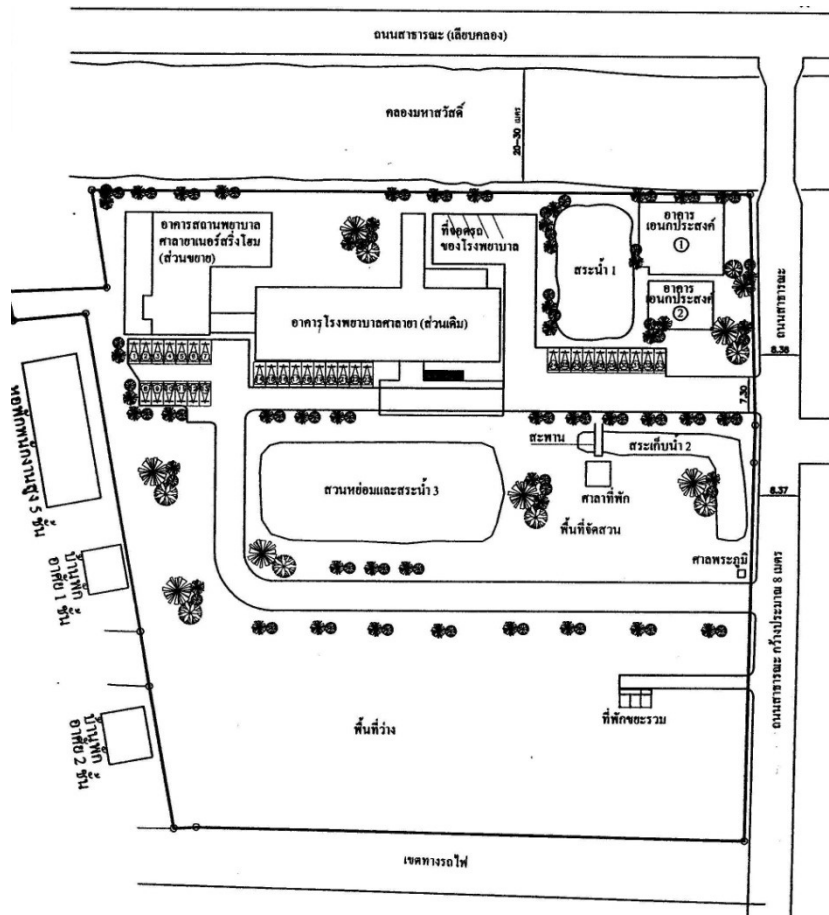 ถนนสาธารณะ (เลียบคลอง)
คลองมหาสวัสดิ์
20-30 เมตร
อาคารสถานพยาบาล
ศาลายาเนอร์สริ่งโฮม
(ส่วนขยาย)
ที่จอดรถ
ของโรงพยาบาล
สระน้ำ 1
อาคาร
เอนกประสงค์
1
อาคาร
เอนกประสงค์
2
ถนนสาธารณะ
อาคารโรงพยาบาลศาลายา (ส่วนเดิม)
8.38
7.30
หอพักพนักงานสูง 5 ชั้น
สะพาน
สระเก็บน้ำ 2
สวนหย่อมและสระน้ำ 3
ศาลาที่พัก
พื้นที่จัดสวน
8.37
ศาลพระภูมิ
บ้านพัก
อาศัย 1 ชั้น
ถนนสาธารณะ กว้างประมาณ 8 เมตร
ที่พักขยะรวม
พื้นที่ว่าง
บ้านพัก
อาศัย 2 ชั้น
เขตทางรถไฟ